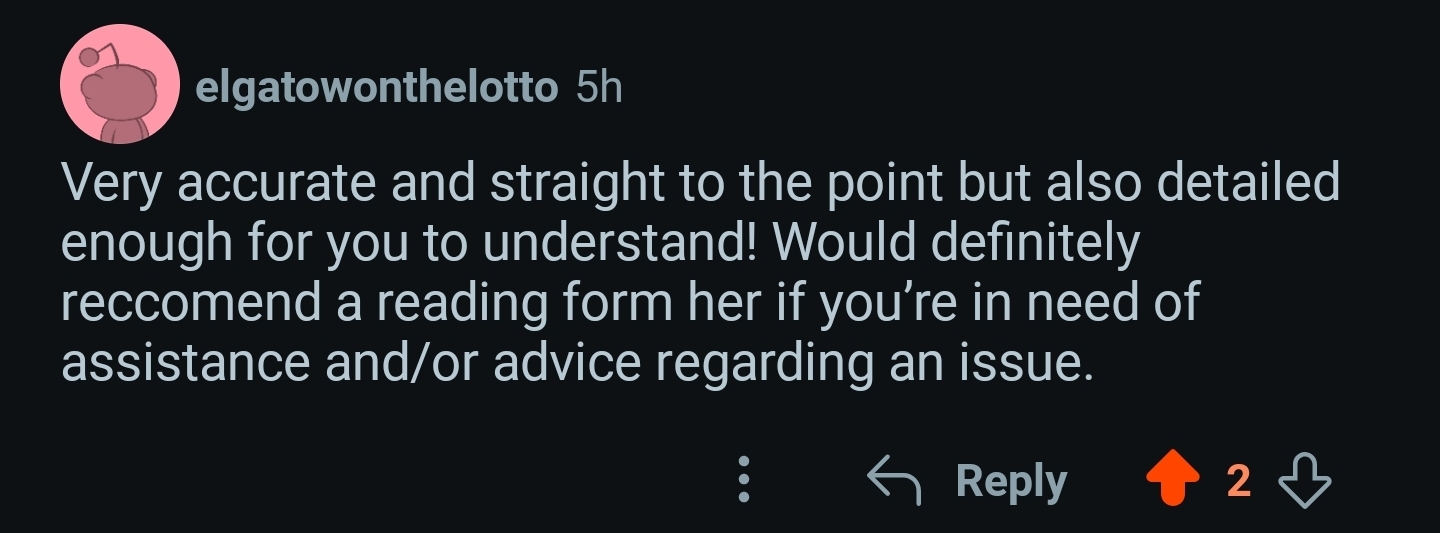 elgatowonthelotto 5h
Very accurate and straight to the point but also detailed
enough for you to understand! Would definitely
reccomend a reading form her if you’re in need of
assistance and/or advice regarding an issue.
Reply 2